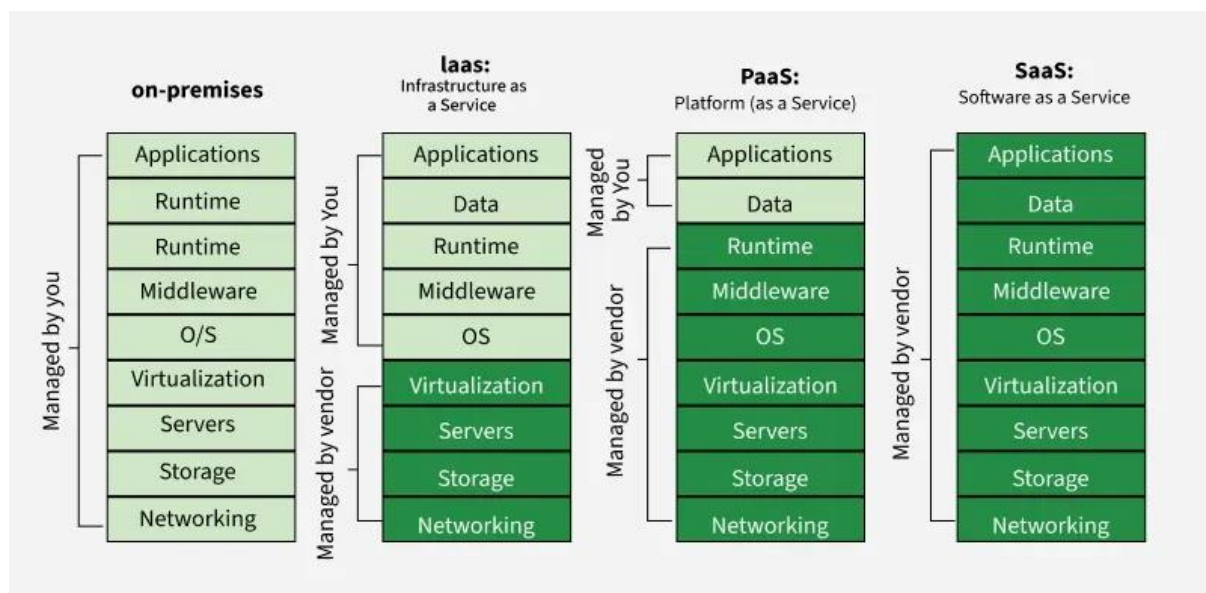 on-premises
Managed by you
Applications
Runtime
Runtime
Middleware
O/S
Virtualization
Servers
Storage
Networking
laas:
Infrastructure as
a Service
Managed by You
Managed by vendor
Applications
Data
Runtime
Middleware
OS
Virtualization
Servers
Storage
Networking
PaaS:
Platform (as a Service)
Managed
by You
Managed by vendor
Applications
Data
Runtime
Middleware
OS
Virtualization
Servers
Storage
Networking
SaaS:
Software as a Service
Managed by vendor
Applications
Data
Runtime
Middleware
OS
Virtualization
Servers
Storage
Networking